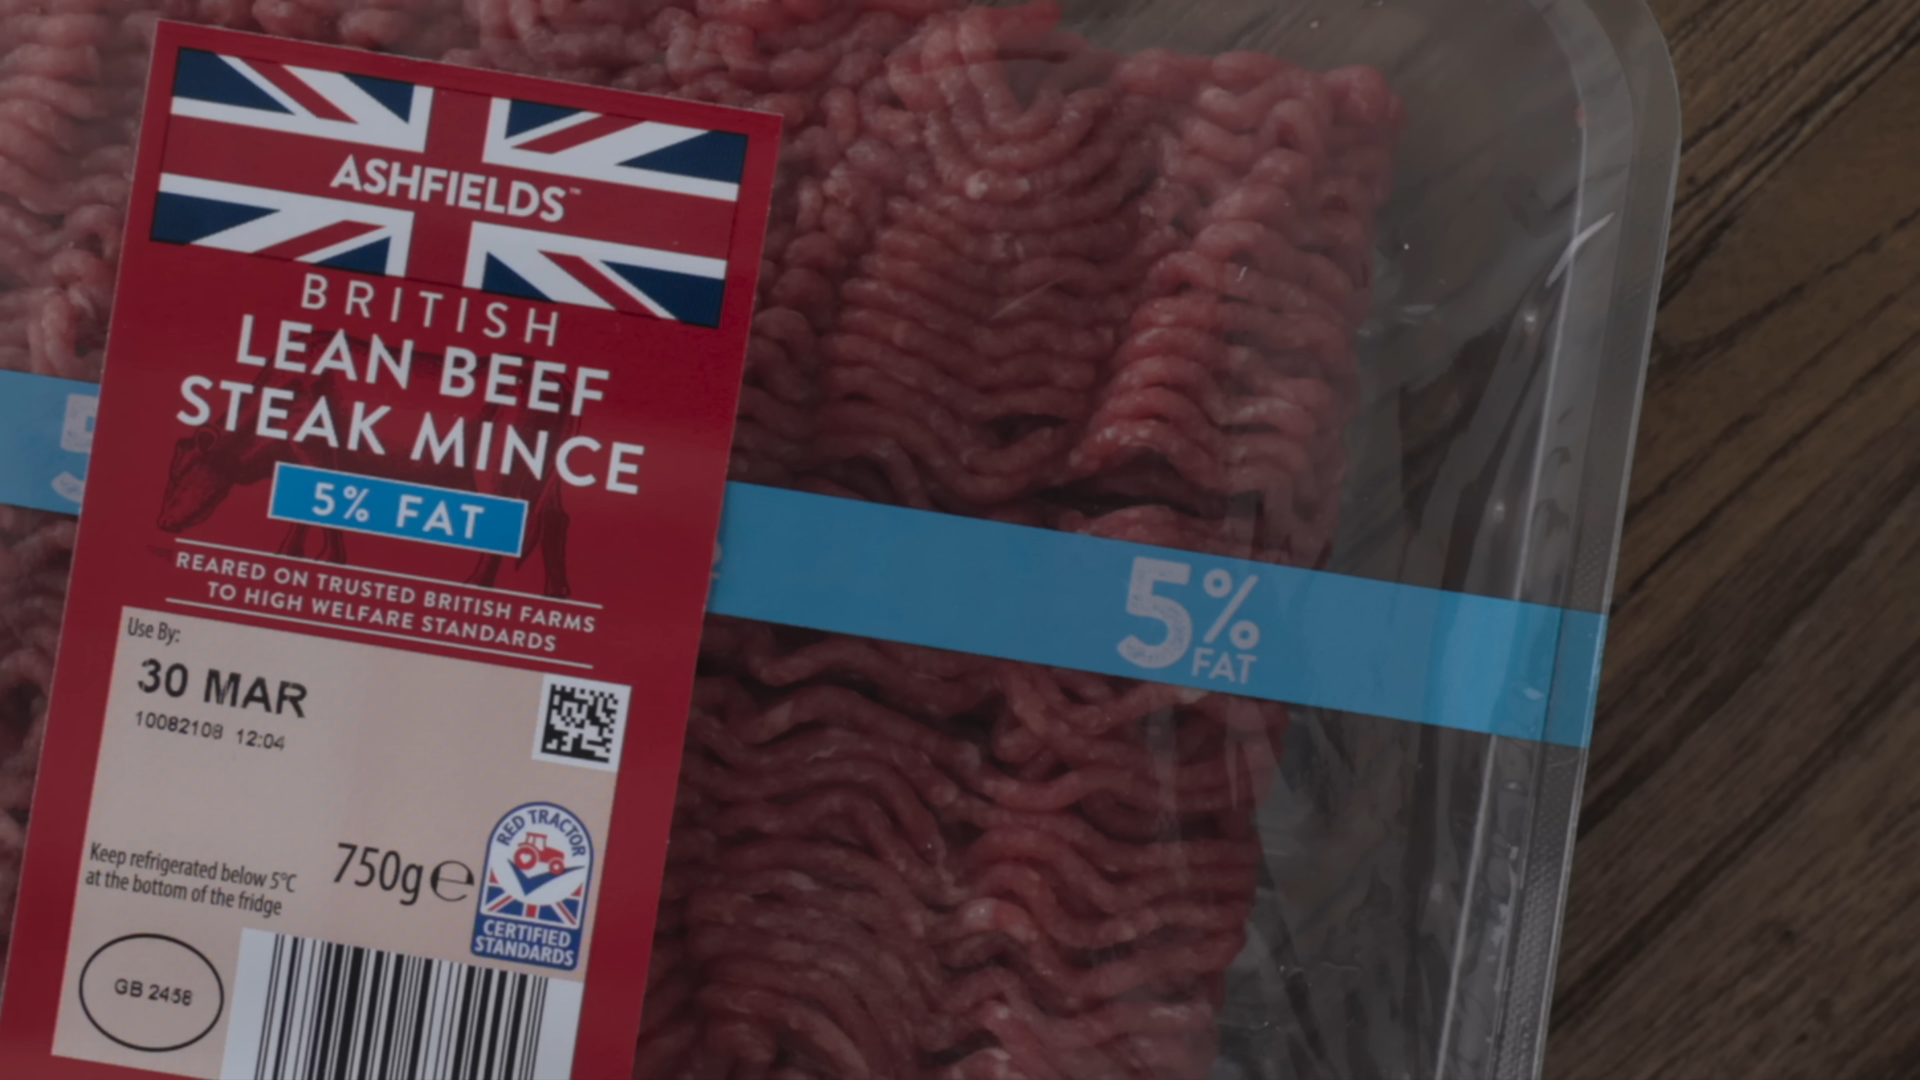 ASHFIELDS™
BRITISH
LEAN BEEF
STEAK MINCE
5% FAT
REARED ON TRUSTED BRITISH FARMS
TO HIGH WELFARE STANDARDS
Use By:
30 MAR
10082108 12:04
Keep refrigerated below 5°C
at the bottom of the fridge
750g℮
RED TRACTOR
CERTIFIED
STANDARDS
GB 2458
5%
FAT